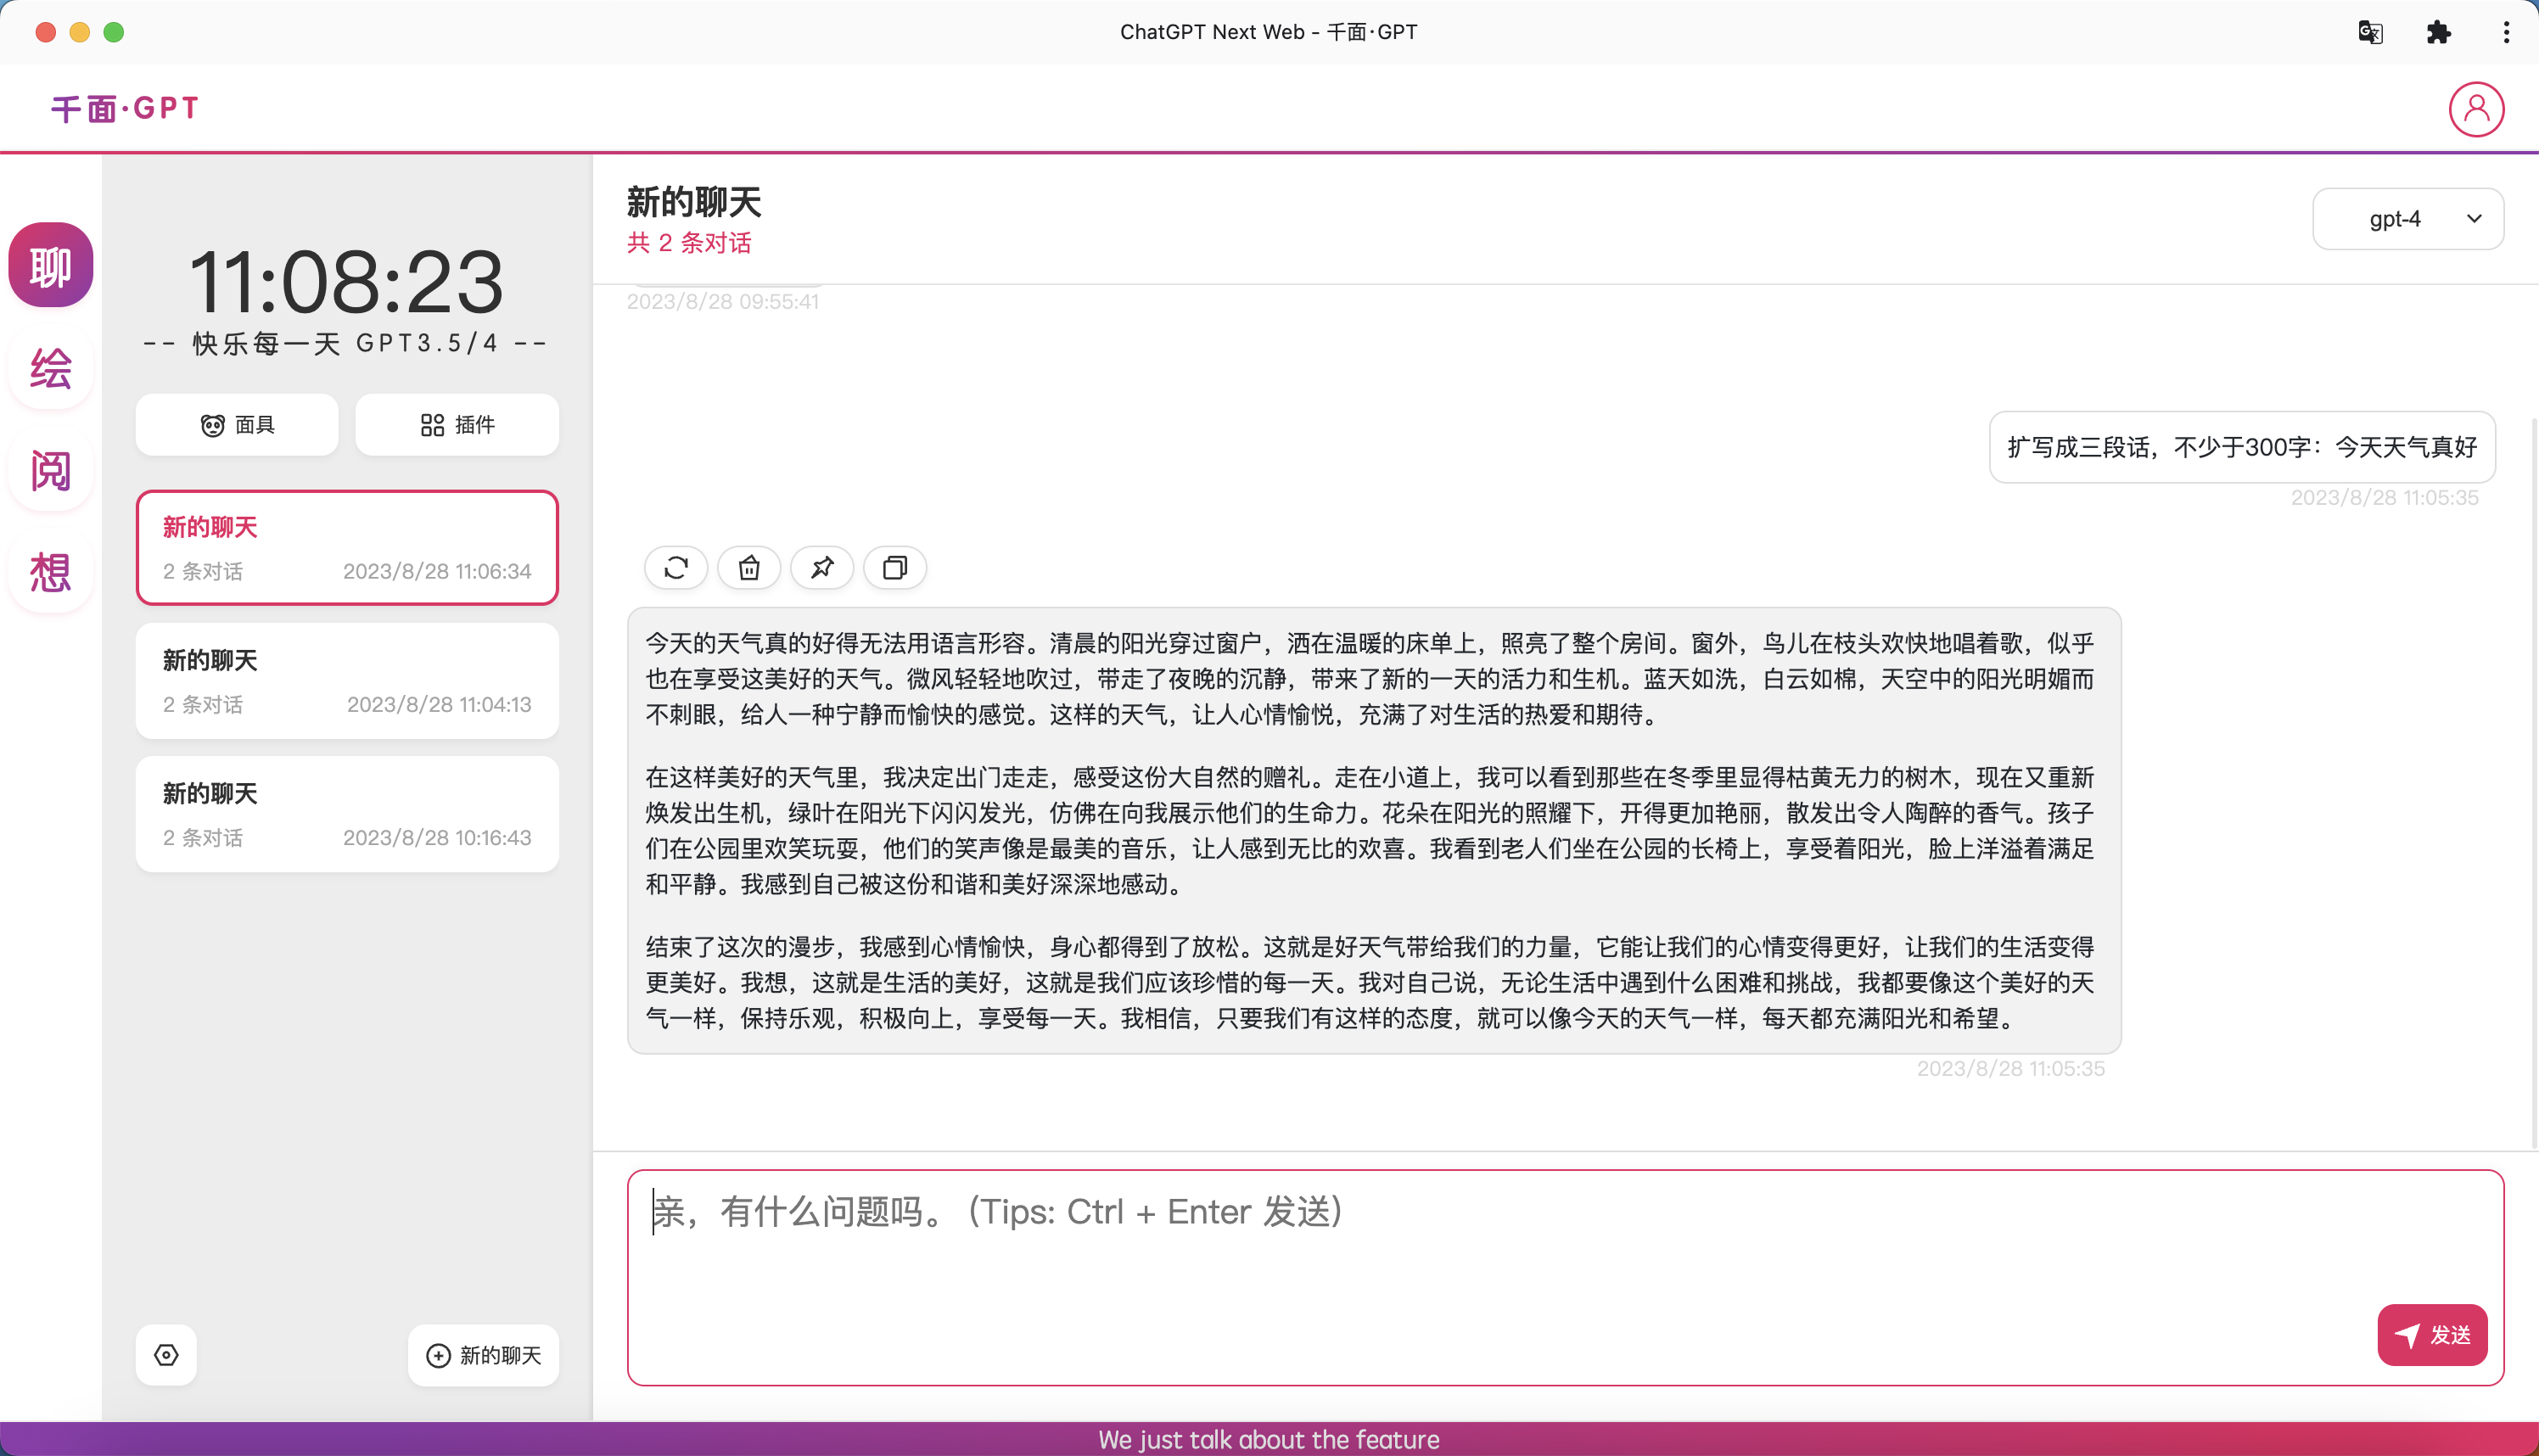 ChatGPT Next Web - 千面·GPT
千面·GPT
聊
绘
阅
想
11:08:23
-- 快乐每一天 GPT3.5/4 --
面具
插件
新的聊天
2 条对话 2023/8/28 11:06:34
新的聊天
2 条对话 2023/8/28 11:04:13
新的聊天
2 条对话 2023/8/28 10:16:43
新的聊天
新的聊天
共 2 条对话
gpt-4
2023/8/28 09:55:41
扩写成三段话，不少于300字：今天天气真好
2023/8/28 11:05:35
今天的天气真的好得无法用语言形容。清晨的阳光穿过窗户，洒在温暖的床单上，照亮了整个房间。窗外，鸟儿在枝头欢快地唱着歌，似乎
也在享受这美好的天气。微风轻轻地吹过，带走了夜晚的沉静，带来了新的一天的活力和生机。蓝天如洗，白云如棉，天空中的阳光明媚而
不刺眼，给人一种宁静而愉快的感觉。这样的天气，让人心情愉悦，充满了对生活的热爱和期待。
在这样美好的天气里，我决定出门走走，感受这份大自然的赠礼。走在小道上，我可以看到那些在冬季里显得枯黄无力的树木，现在又重新
焕发出生机，绿叶在阳光下闪闪发光，仿佛在向我展示他们的生命力。花朵在阳光的照耀下，开得更加艳丽，散发出令人陶醉的香气。孩子
们在公园里欢笑玩耍，他们的笑声像是最美的音乐，让人感到无比的欢喜。我看到老人们坐在公园的长椅上，享受着阳光，脸上洋溢着满足
和平静。我感到自己被这份和谐和美好深深地感动。
结束了这次的漫步，我感到心情愉快，身心都得到了放松。这就是好天气带给我们的力量，它能让我们的心情变得更好，让我们的生活变得
更美好。我想，这就是生活的美好，这就是我们应该珍惜的每一天。我对自己说，无论生活中遇到什么困难和挑战，我都要像这个美好的天
气一样，保持乐观，积极向上，享受每一天。我相信，只要我们有这样的态度，就可以像今天的天气一样，每天都充满阳光和希望。
2023/8/28 11:05:35
亲，有什么问题吗。（Tips: Ctrl + Enter 发送）
发送
We just talk about the feature